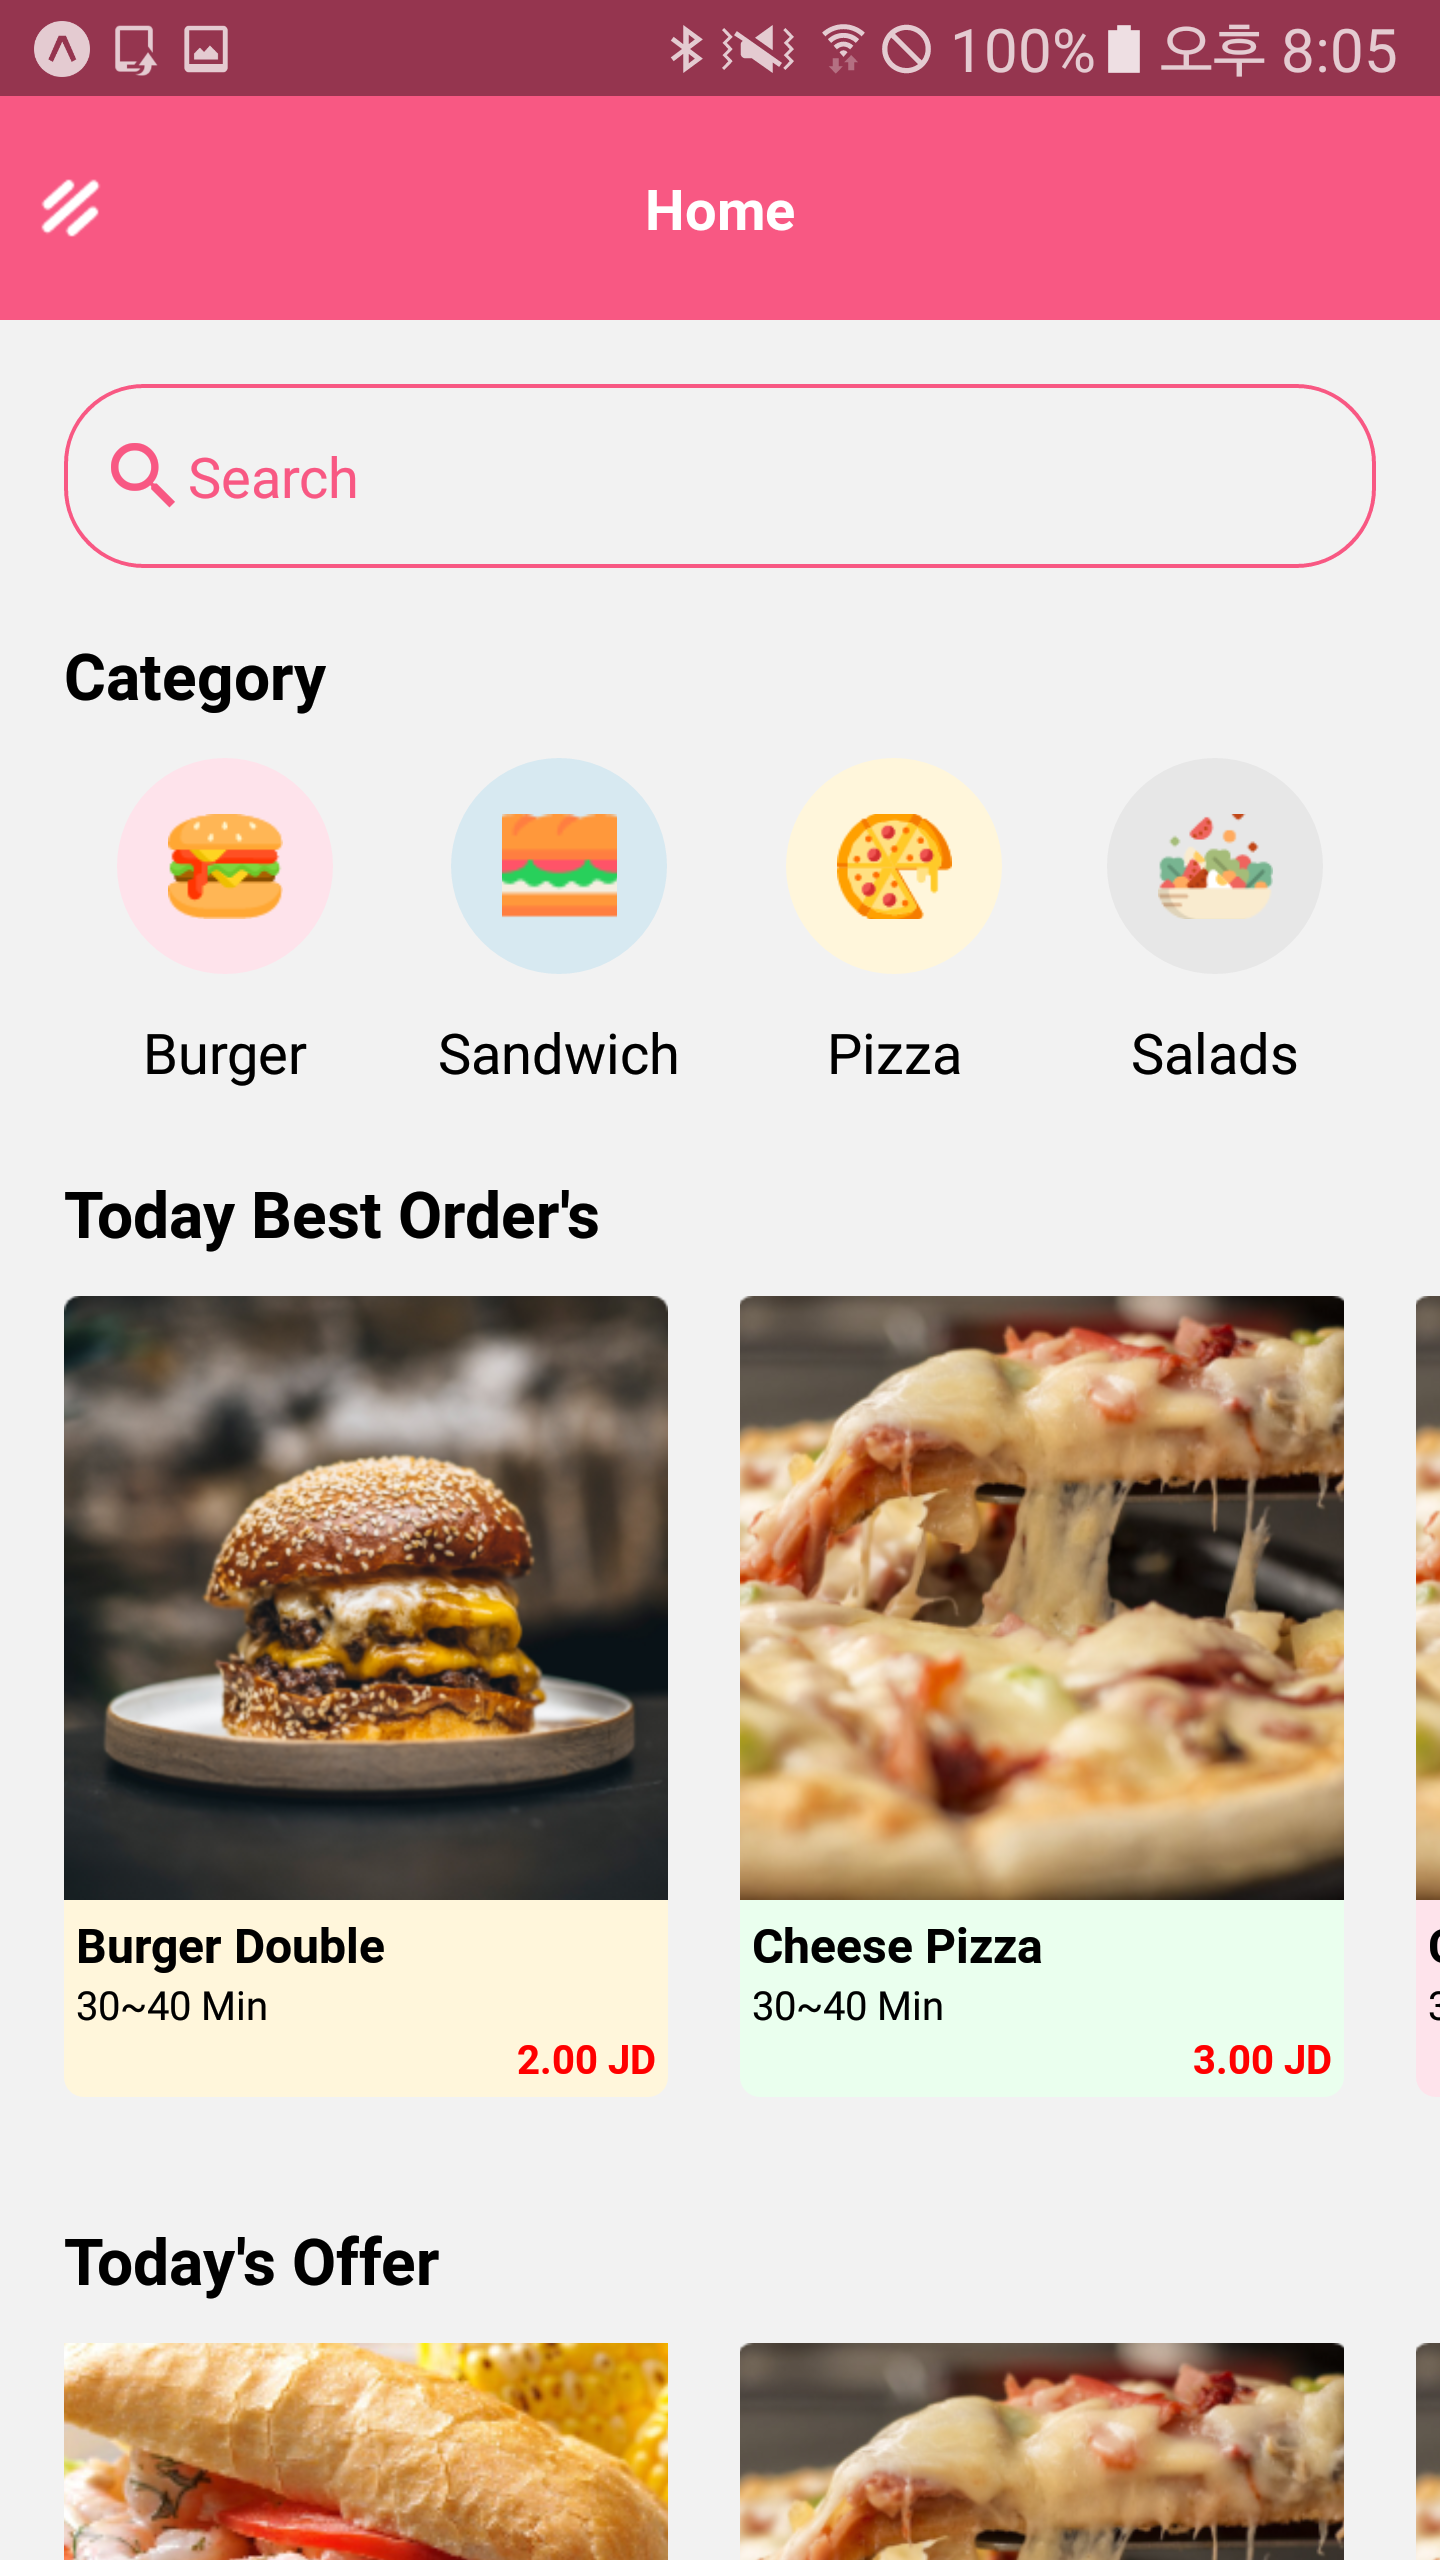 100% 오후 8:05
Home
Search
Category
Burger Sandwich Pizza Salads
Today Best Order's
Burger Double
30~40 Min
2.00 JD
Cheese Pizza
30~40 Min
3.00 JD
Today's Offer